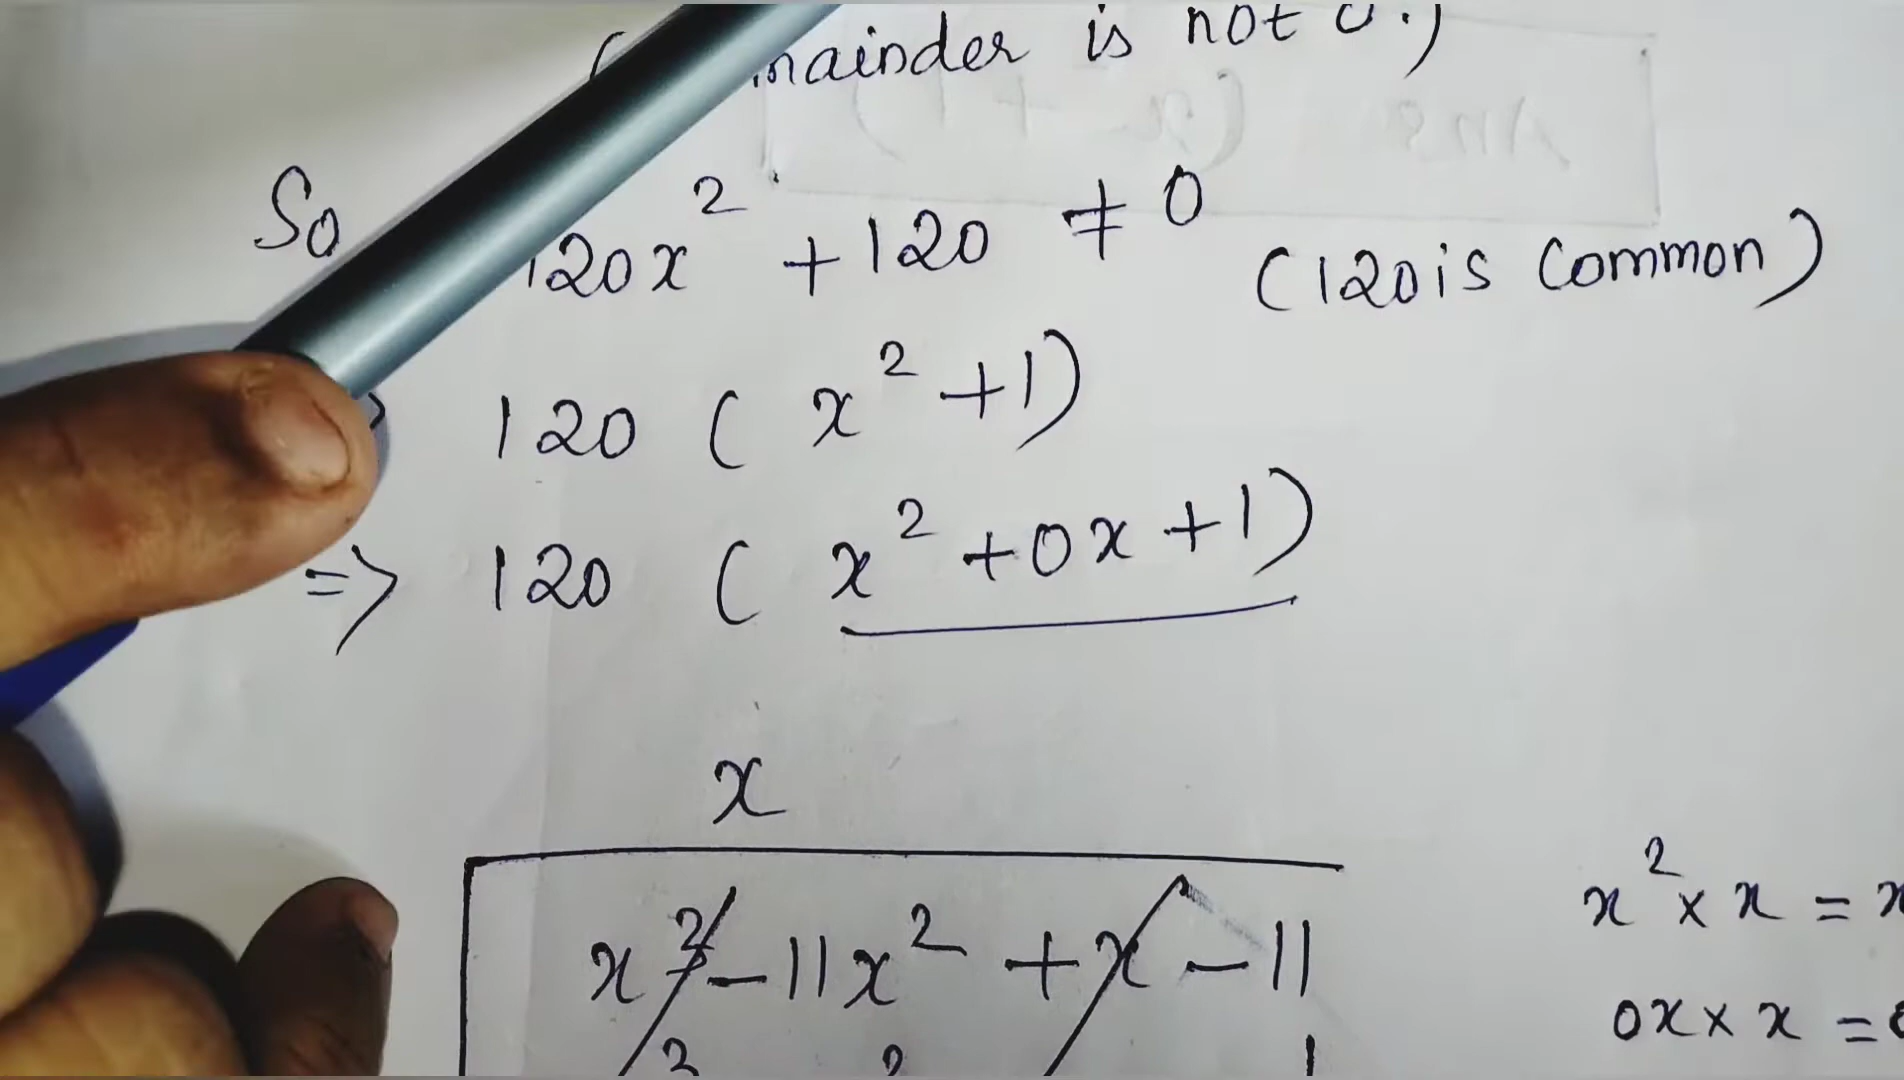 is not 0.)
So 120x² + 120 ≠ 0 (120 is common)
120 ( x² + 1)
=> 120 ( x² + 0x + 1)
x
x³ - 11x² + x - 11
x² × x =
0x × x =